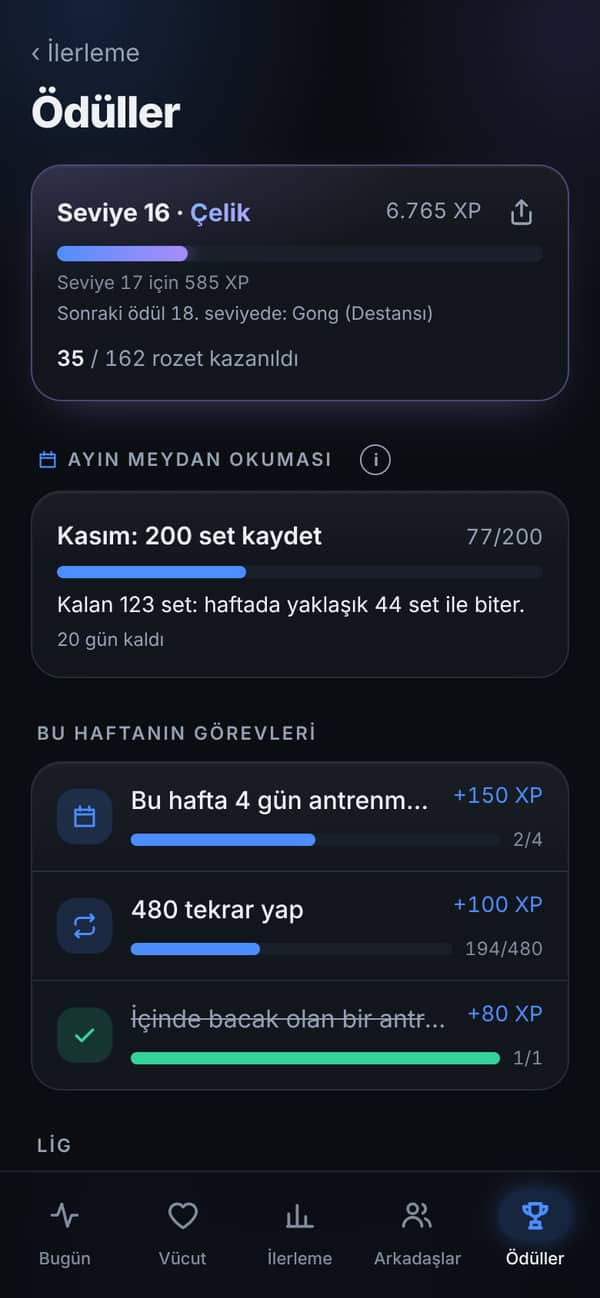 ‹ İlerleme
Ödüller
Seviye 16 · Çelik 6.765 XP
Seviye 17 için 585 XP
Sonraki ödül 18. seviyede: Gong (Destansı)
35 / 162 rozet kazanıldı
AYIN MEYDAN OKUMASI i
Kasım: 200 set kaydet 77/200
Kalan 123 set: haftada yaklaşık 44 set ile biter.
20 gün kaldı
BU HAFTANIN GÖREVLERİ
Bu hafta 4 gün antrenm... +150 XP
2/4
480 tekrar yap +100 XP
194/480
İçinde bacak olan bir antr... +80 XP
1/1
LİG
Bugün Vücut İlerleme Arkadaşlar Ödüller